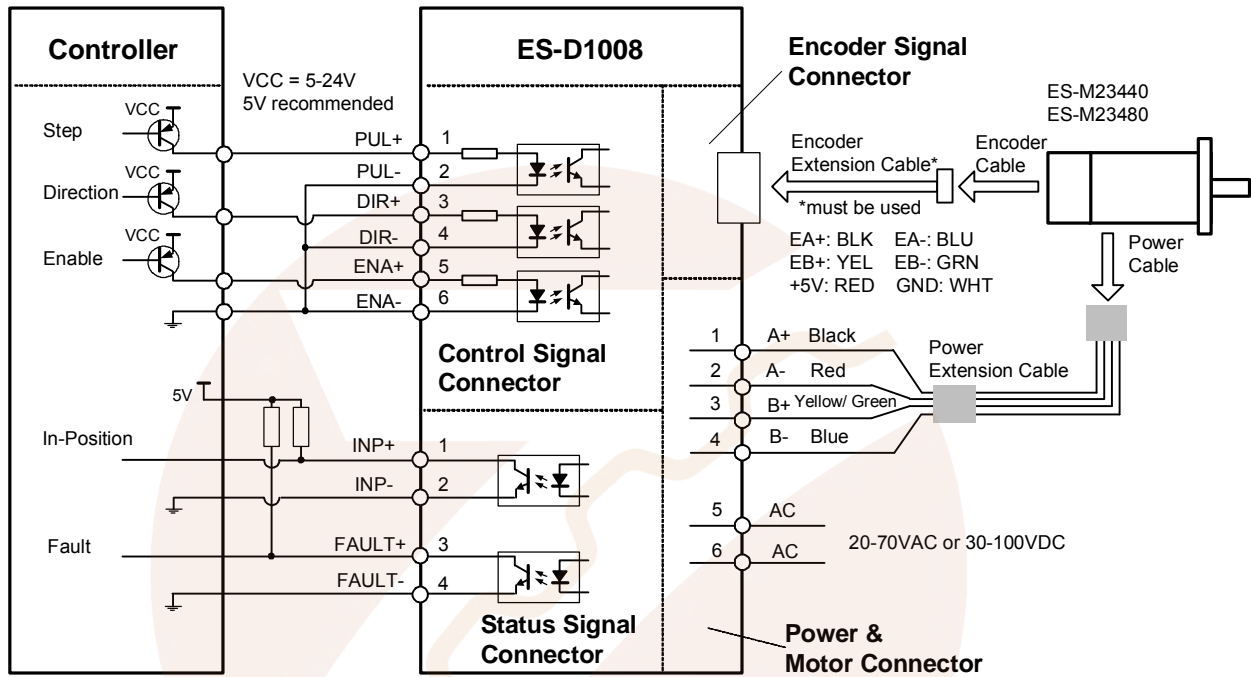 Controller
ES-D1008
Encoder Signal
Connector
VCC = 5-24V
5V recommended
ES-M23440
ES-M23480
VCC
Step
PUL+
1
PUL-
2
VCC
Direction
DIR+
3
DIR-
4
VCC
Enable
ENA+
5
ENA-
6
Encoder
Extension Cable*
*must be used
Encoder
Cable
EA+: BLK EA-: BLU
EB+: YEL EB-: GRN
+5V: RED GND: WHT
Power
Cable
Control Signal
Connector
1 A+ Black
2 A- Red
3 B+ Yellow/ Green
4 B- Blue
Power
Extension Cable
5V
In-Position
INP+
1
INP-
2
Fault
FAULT+
3
FAULT-
4
5 AC
6 AC
20-70VAC or 30-100VDC
Status Signal
Connector
Power &
Motor Connector